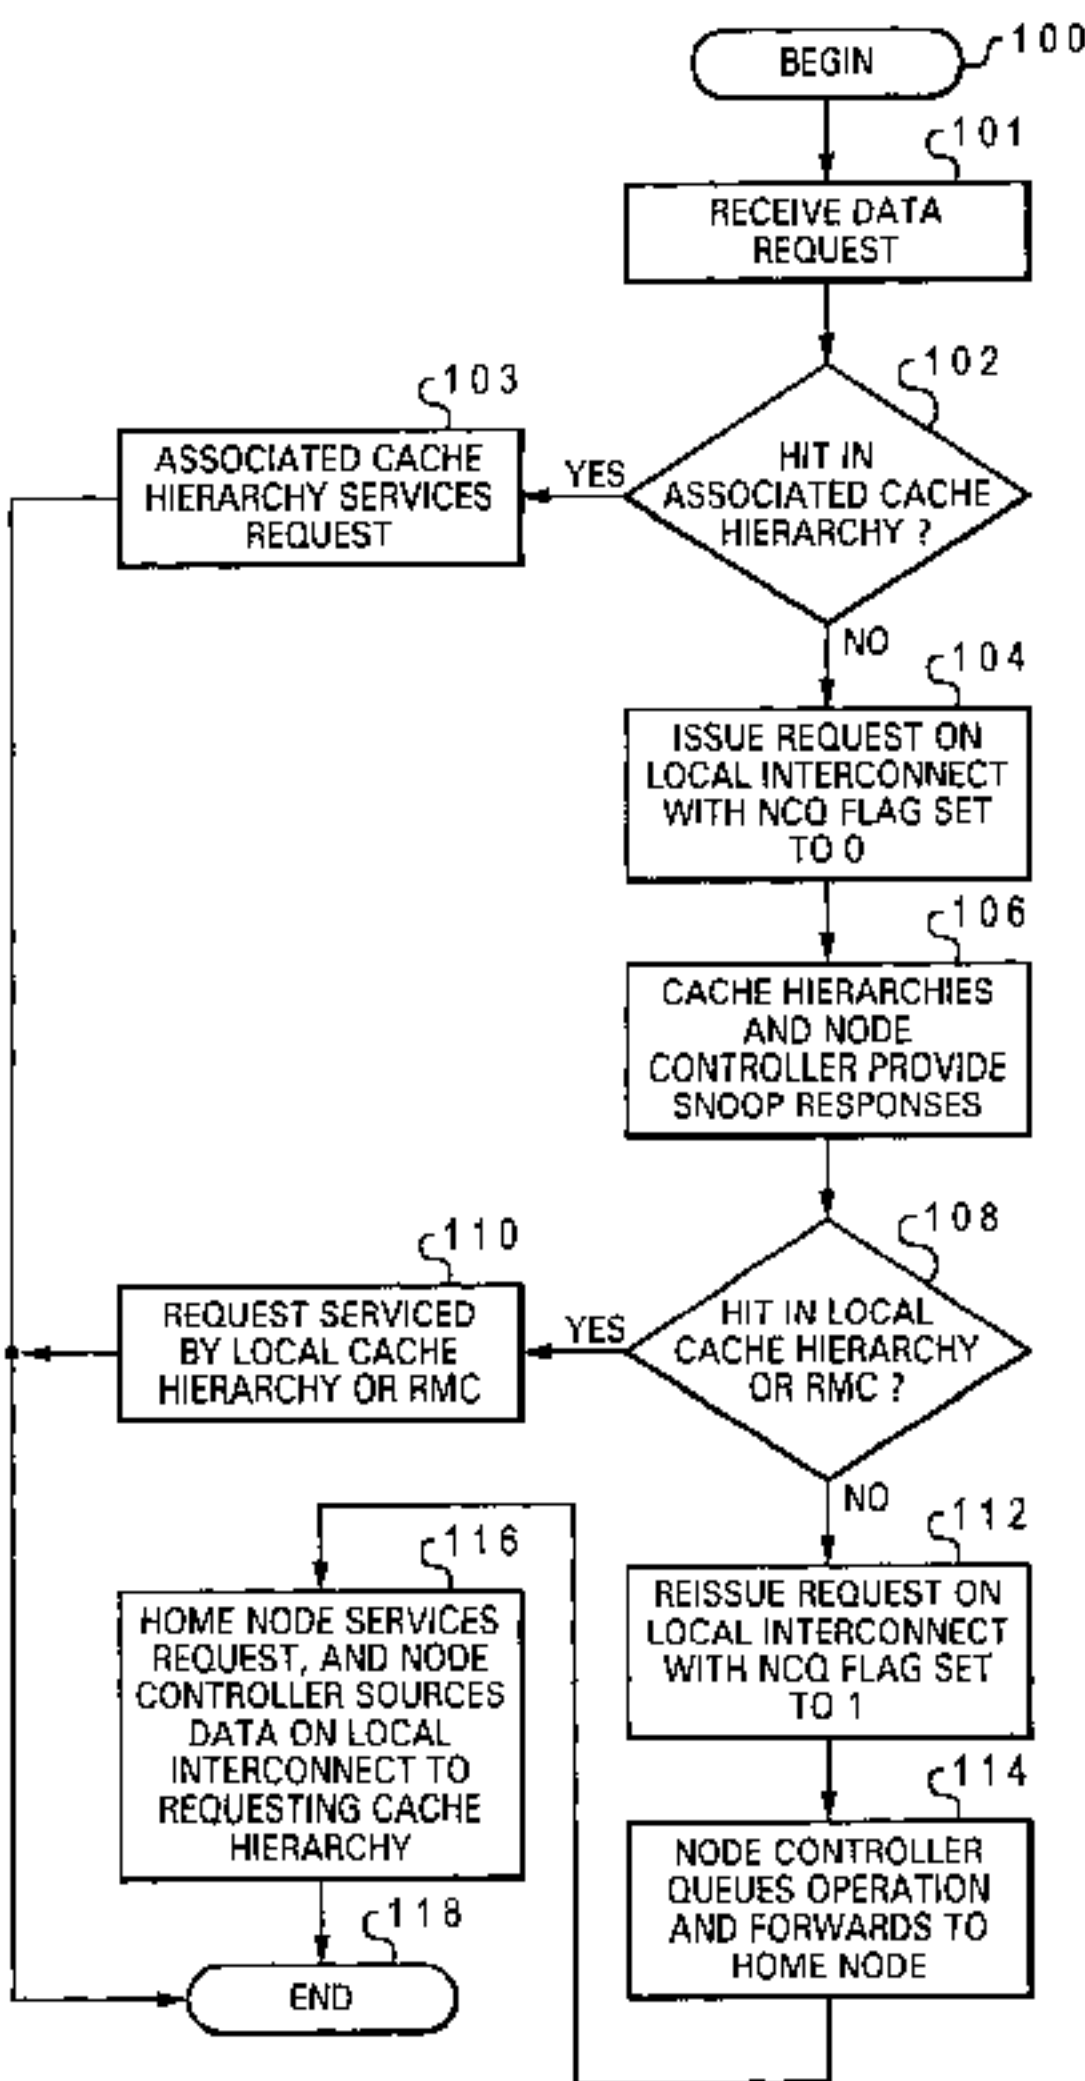 BEGIN
100
101
RECEIVE DATA
REQUEST
102
HIT IN
ASSOCIATED CACHE
HIERARCHY ?
YES
103
ASSOCIATED CACHE
HIERARCHY SERVICES
REQUEST
NO
104
ISSUE REQUEST ON
LOCAL INTERCONNECT
WITH NCQ FLAG SET
TO 0
106
CACHE HIERARCHIES
AND NODE
CONTROLLER PROVIDE
SNOOP RESPONSES
108
HIT IN LOCAL
CACHE HIERARCHY
OR RMC ?
YES
110
REQUEST SERVICED
BY LOCAL CACHE
HIERARCHY OR RMC
NO
112
REISSUE REQUEST ON
LOCAL INTERCONNECT
WITH NCQ FLAG SET
TO 1
114
NODE CONTROLLER
QUEUES OPERATION
AND FORWARDS TO
HOME NODE
116
HOME NODE SERVICES
REQUEST, AND NODE
CONTROLLER SOURCES
DATA ON LOCAL
INTERCONNECT TO
REQUESTING CACHE
HIERARCHY
118
END